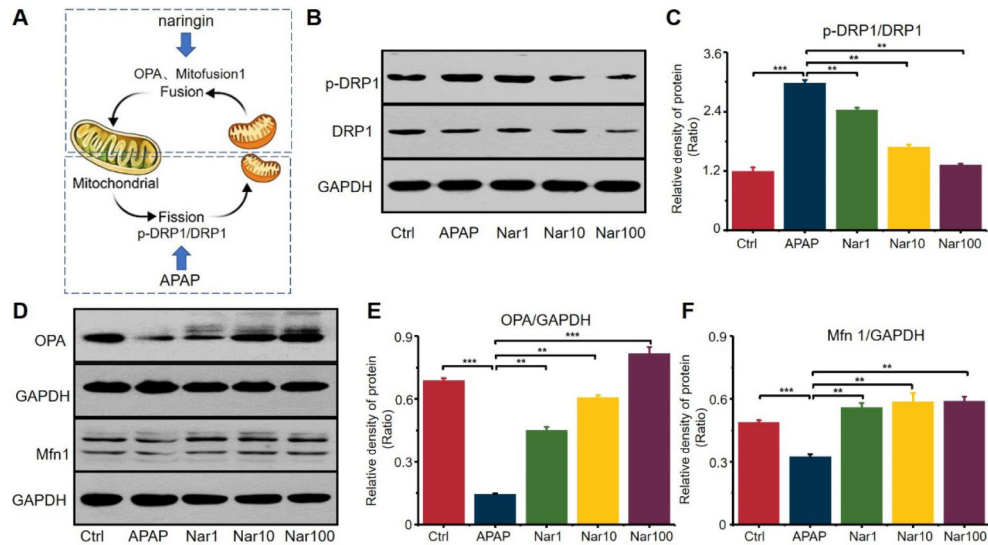 A
naringin
OPA、Mitofusion1
Fusion
Mitochondrial
Fission
p-DRP1/DRP1
APAP
B
p-DRP1
DRP1
GAPDH
Ctrl APAP Nar1 Nar10 Nar100
C
p-DRP1/DRP1
Relative density of protein
(Ratio)
3.6
2.4
1.2
0
**
**
*** **
Ctrl APAP Nar1 Nar10 Nar100
D
OPA
GAPDH
Mfn1
GAPDH
Ctrl APAP Nar1 Nar10 Nar100
E
OPA/GAPDH
Relative density of protein
(Ratio)
0.9
0.6
0.3
0
***
**
*** **
Ctrl APAP Nar1 Nar10 Nar100
F
Mfn 1/GAPDH
Relative density of protein
(Ratio)
0.9
0.6
0.3
0
**
**
*** **
Ctrl APAP Nar1 Nar10 Nar100